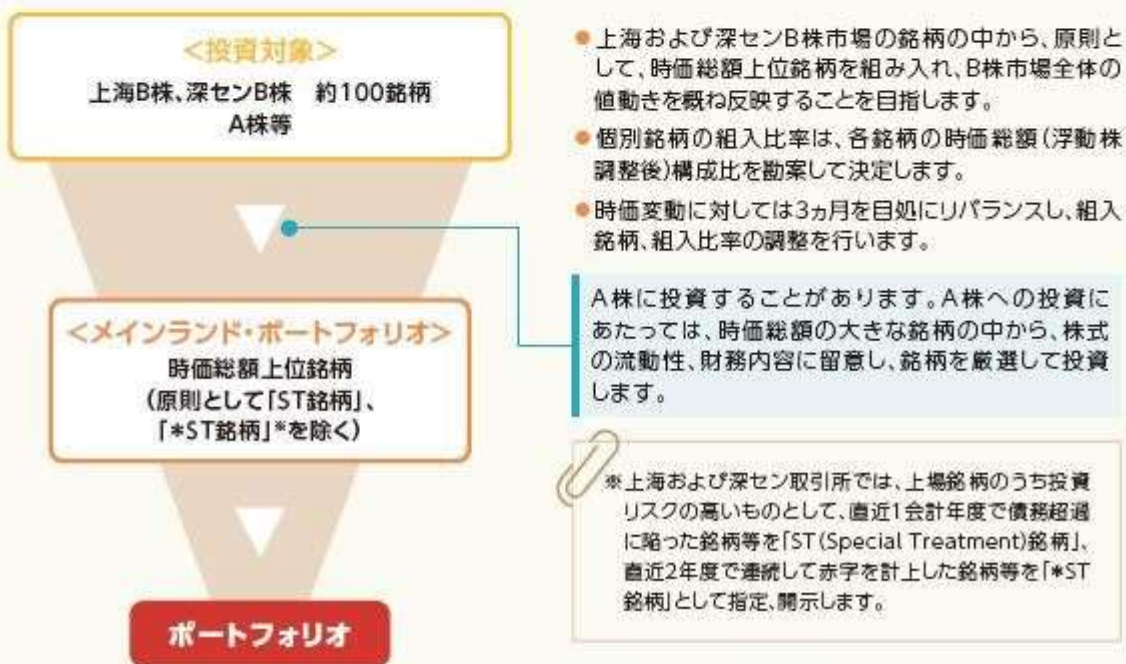 <投資対象>
上海B株、深センB株　約100銘柄
A株等
<メインランド・ポートフォリオ>
時価総額上位銘柄
(原則として「ST銘柄」、
「*ST銘柄」※を除く)
ポートフォリオ
●上海および深センB株市場の銘柄の中から、原則と
して、時価総額上位銘柄を組み入れ、B株市場全体の
値動きを概ね反映することを目指します。
●個別銘柄の組入比率は、各銘柄の時価総額(浮動株
調整後)構成比を勘案して決定します。
●時価変動に対しては3ヵ月を目処にリバランスし、組入
銘柄、組入比率の調整を行います。
A株に投資することがあります。A株への投資に
あたっては、時価総額の大きな銘柄の中から、株式
の流動性、財務内容に留意し、銘柄を厳選して投資
します。
※上海および深セン取引所では、上場銘柄のうち投資
リスクの高いものとして、直近1会計年度で債務超過
に陥った銘柄等を「ST(Special Treatment)銘柄」、
直近2年度で連続して赤字を計上した銘柄等を「*ST
銘柄」として指定、開示します。